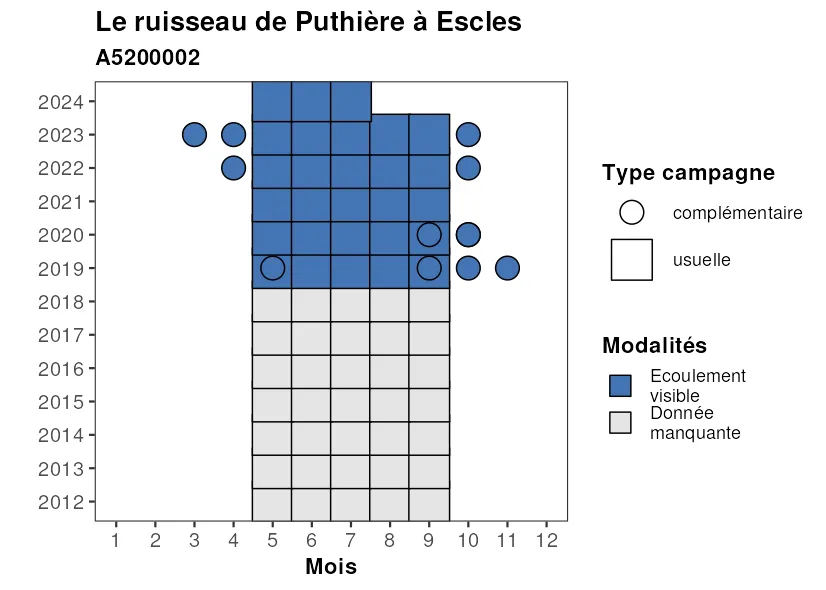 Le ruisseau de Puthière à Escles
A5200002
2024
2023
2022
2021
2020
2019
2018
2017
2016
2015
2014
2013
2012
1 2 3 4 5 6 7 8 9 10 11 12
Mois
Type campagne
complémentaire
usuelle
Modalités
Ecoulement
visible
Donnée
manquante